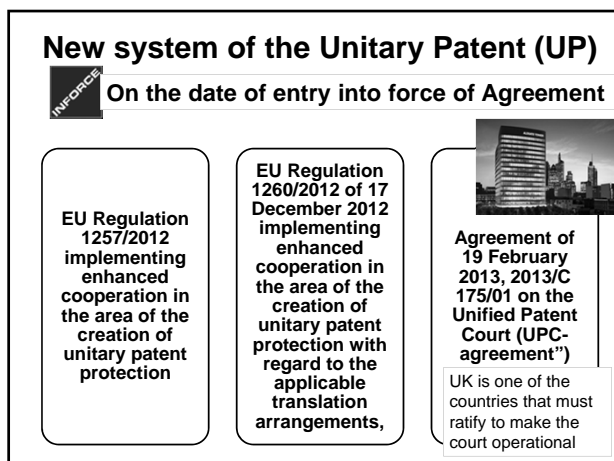 New system of the Unitary Patent (UP)
INFORCE
On the date of entry into force of Agreement
EU Regulation
1257/2012
implementing
enhanced
cooperation in
the area of the
creation of
unitary patent
protection
EU Regulation
1260/2012 of 17
December 2012
implementing
enhanced
cooperation in
the area of the
creation of
unitary patent
protection with
regard to the
applicable
translation
arrangements,
Agreement of
19 February
2013, 2013/C
175/01 on the
Unified Patent
Court (UPC-
agreement”)
UK is one of the
countries that must
ratify to make the
court operational